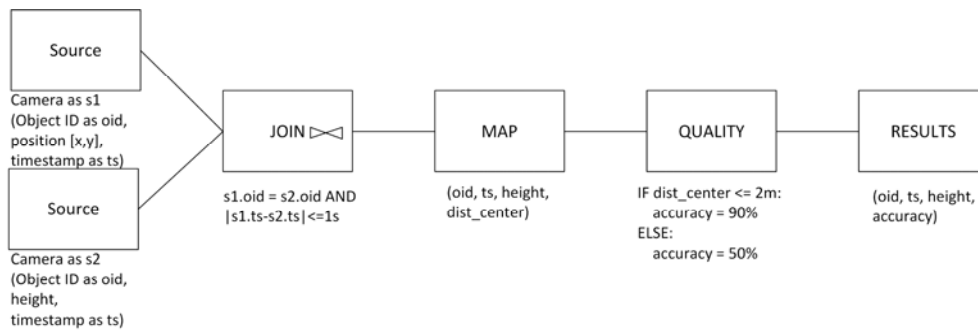 Source
Camera as s1
(Object ID as oid,
position [x,y],
timestamp as ts)
Source
Camera as s2
(Object ID as oid,
height,
timestamp as ts)
JOIN
s1.oid = s2.oid AND
|s1.ts-s2.ts|<=1s
MAP
(oid, ts, height,
dist_center)
QUALITY
IF dist_center <= 2m:
accuracy = 90%
ELSE:
accuracy = 50%
RESULTS
(oid, ts, height,
accuracy)